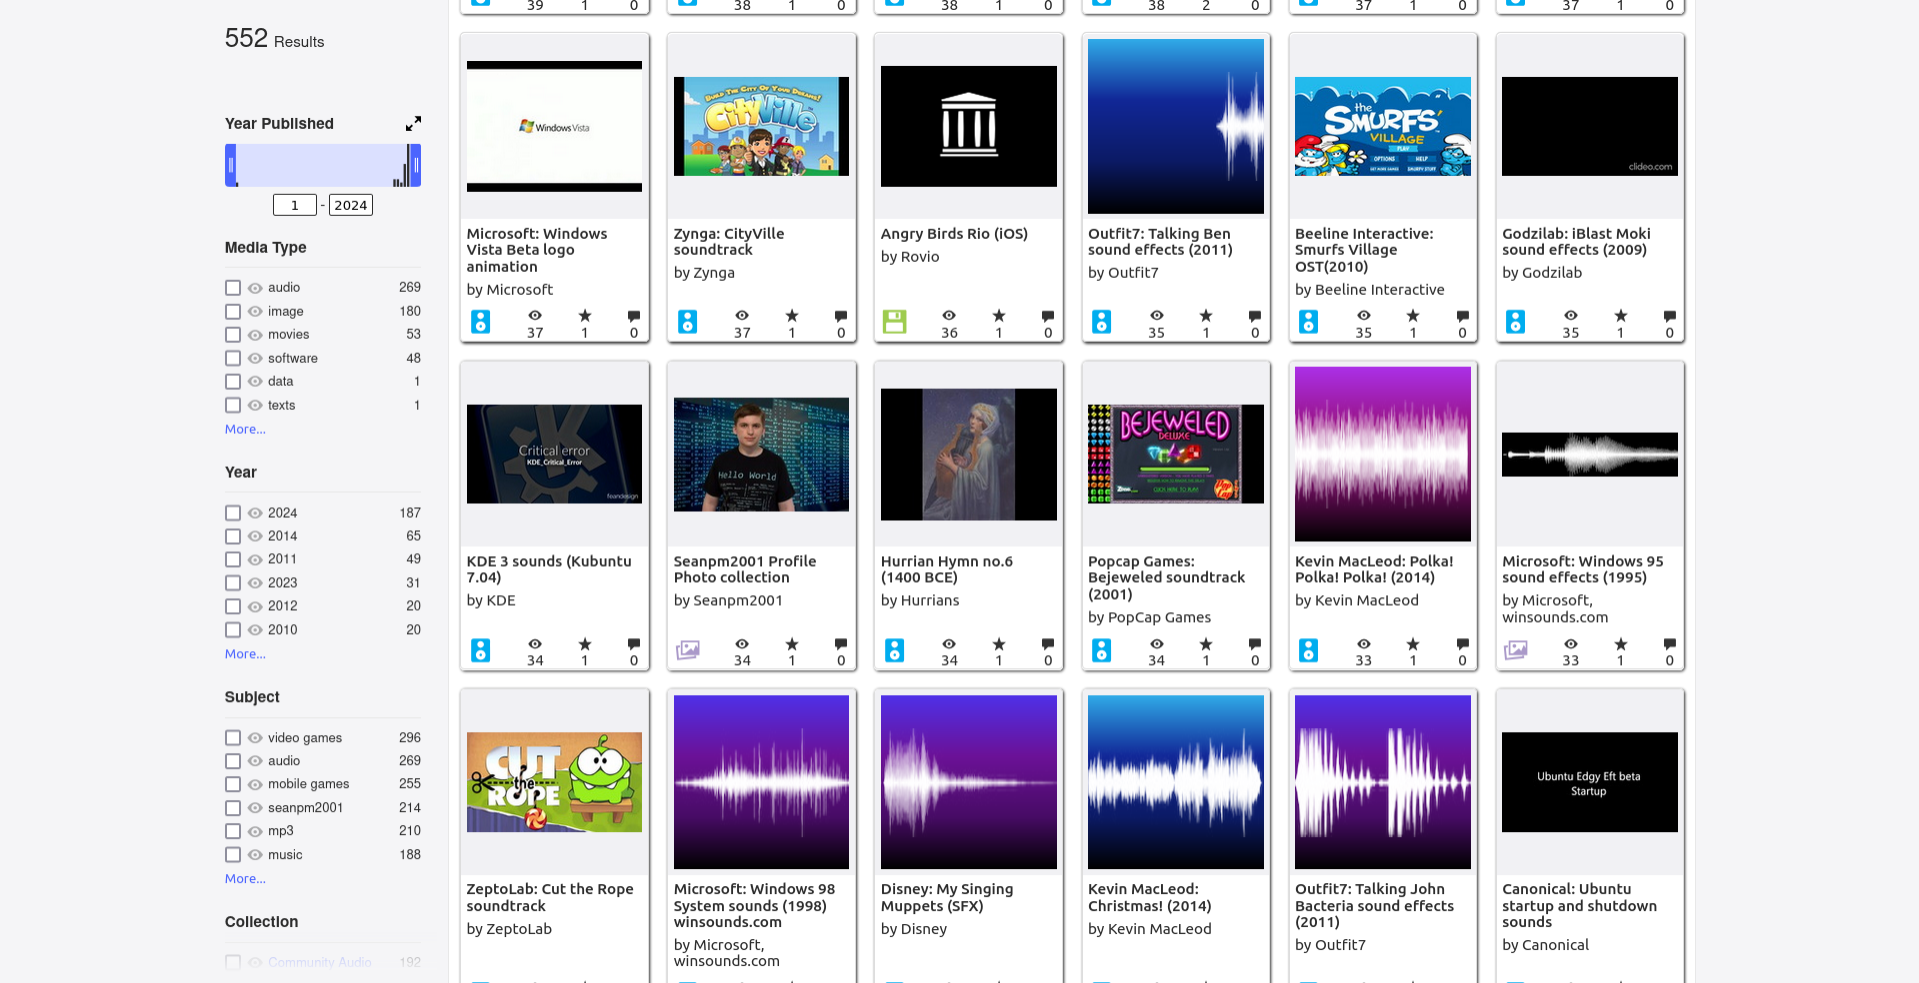 39 1 0
38 1 0
38 1 0
38 2 0
37 1 0
37 1 0
552 Results
Year Published
1 - 2024
Media Type
audio 269
image 180
movies 53
software 48
data 1
texts 1
More...
Year
2024 187
2014 65
2011 49
2023 31
2012 20
2010 20
More...
Subject
video games 296
audio 269
mobile games 255
seanpm2001 214
mp3 210
music 188
More...
Collection
Community Audio 192
Windows Vista
Microsoft: Windows
Vista Beta logo
animation
by Microsoft
37 1 0
BUILD THE CITY OF YOUR DREAMS!
CityVille
Zynga: CityVille
soundtrack
by Zynga
37 1 0
Angry Birds Rio (iOS)
by Rovio
36 1 0
Outfit7: Talking Ben
sound effects (2011)
by Outfit7
35 1 0
the
SMURFS'
VILLAGE
PLAY
OPTIONS HELP
GET MORE GAMES SMURFY STUFF
Beeline Interactive:
Smurfs Village
OST(2010)
by Beeline Interactive
35 1 0
clideo.com
Godzilab: iBlast Moki
sound effects (2009)
by Godzilab
35 1 0
Critical error
KDE_Critical_Error
foandesign
KDE 3 sounds (Kubuntu
7.04)
by KDE
34 1 0
Hello World
Seanpm2001 Profile
Photo collection
by Seanpm2001
34 1 0
Hurrian Hymn no.6
(1400 BCE)
by Hurrians
34 1 0
BEJEWELED
DELUXE
CLICK HERE TO PLAY!
Pop
Cap
Popcap Games:
Bejeweled soundtrack
(2001)
by PopCap Games
34 1 0
Kevin MacLeod: Polka!
Polka! Polka! (2014)
by Kevin MacLeod
33 1 0
Microsoft: Windows 95
sound effects (1995)
by Microsoft,
winsounds.com
33 1 0
CUT
the
ROPE
ZeptoLab: Cut the Rope
soundtrack
by ZeptoLab
Microsoft: Windows 98
System sounds (1998)
winsounds.com
by Microsoft,
winsounds.com
Disney: My Singing
Muppets (SFX)
by Disney
Kevin MacLeod:
Christmas! (2014)
by Kevin MacLeod
Outfit7: Talking John
Bacteria sound effects
(2011)
by Outfit7
Ubuntu Edgy Eft beta
Startup
Canonical: Ubuntu
startup and shutdown
sounds
by Canonical